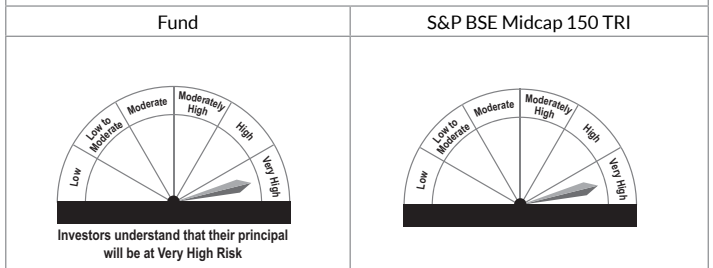 Fund
S&P BSE Midcap 150 TRI
Low
Low to
Moderate
Moderate
Moderately
High
High
Very High
Investors understand that their principal
will be at Very High Risk
Low
Low to
Moderate
Moderate
Moderately
High
High
Very High